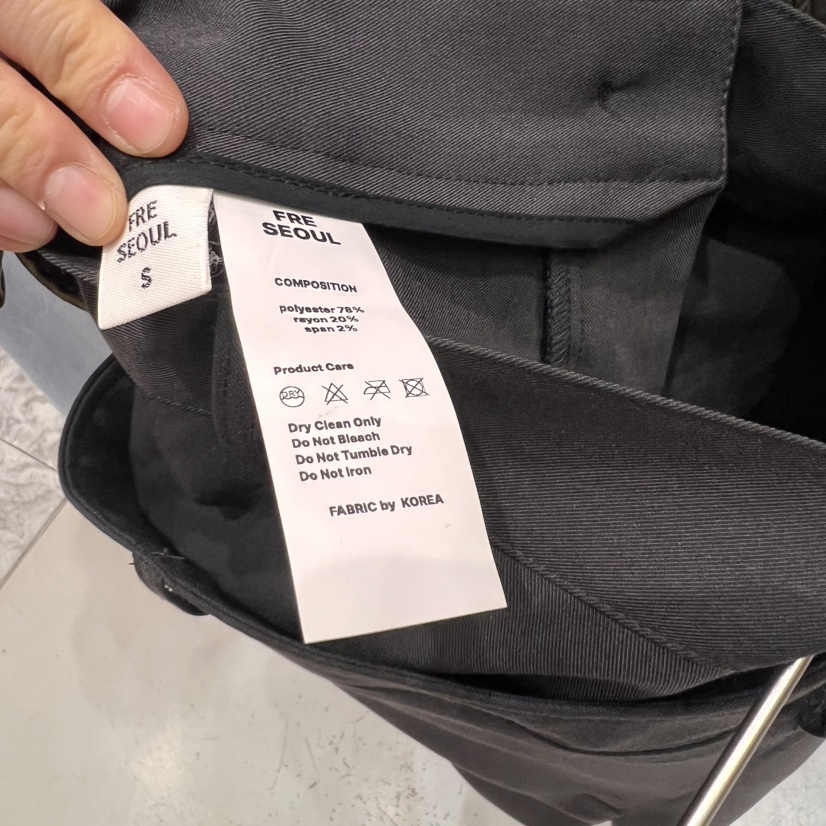 FRE
SEOUL
S
FRE
SEOUL
COMPOSITION
polyester 78%
rayon 20%
span 2%
Product Care
DRY
Dry Clean Only
Do Not Bleach
Do Not Tumble Dry
Do Not Iron
FABRIC by KOREA